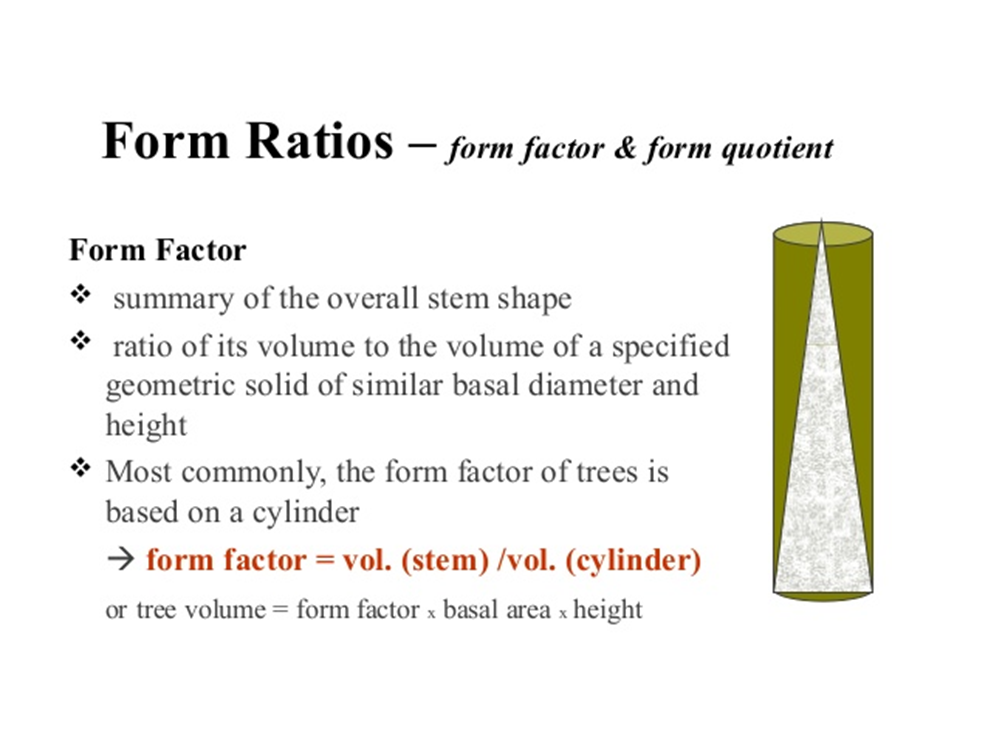 Form Ratios – form factor & form quotient
Form Factor
❖ summary of the overall stem shape
❖ ratio of its volume to the volume of a specified
geometric solid of similar basal diameter and
height
❖ Most commonly, the form factor of trees is
based on a cylinder
→ form factor = vol. (stem) /vol. (cylinder)
or tree volume = form factor x basal area x height